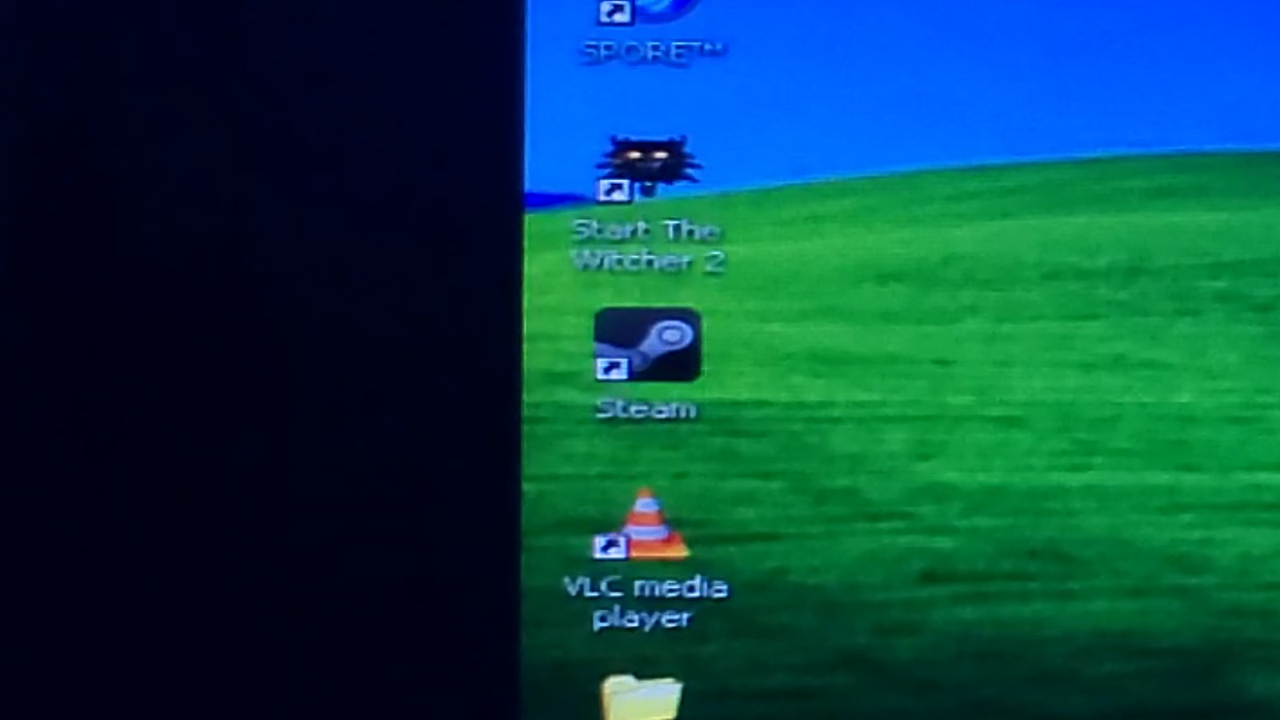 SPORE™
Start The
Witcher 2
Steam
VLC media
player